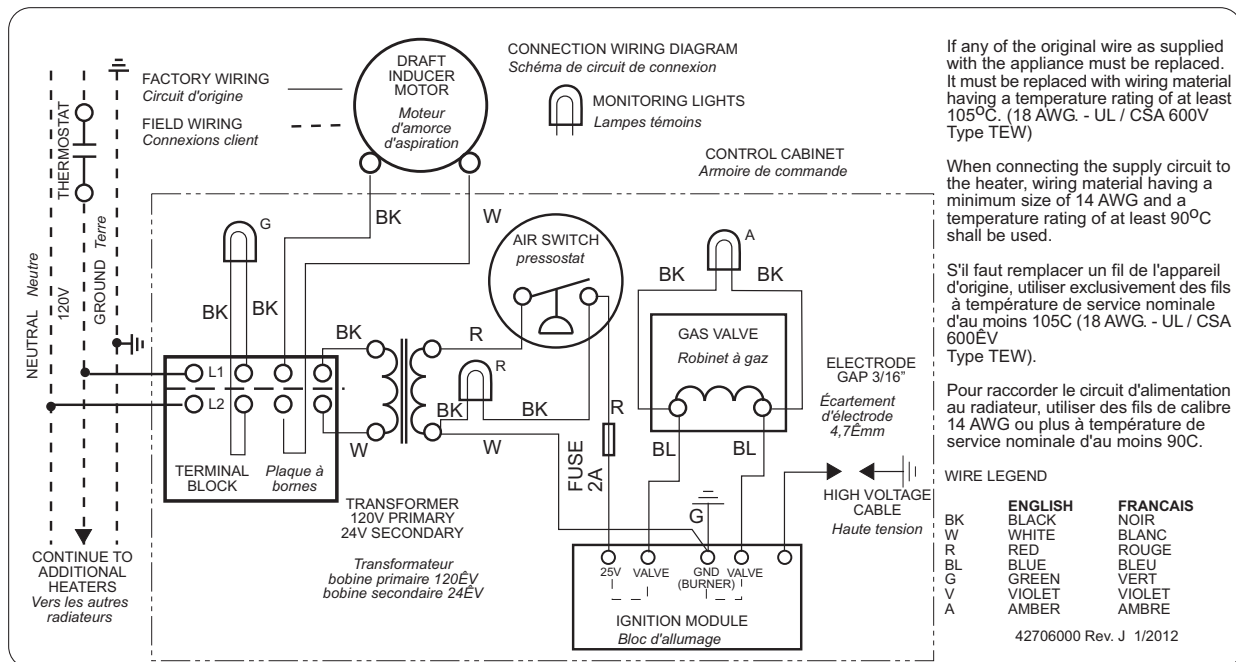 FACTORY WIRING
Circuit d'origine
FIELD WIRING
Connexions client
DRAFT
INDUCER
MOTOR
Moteur
d'amorce
d'aspiration
CONNECTION WIRING DIAGRAM
Schéma de circuit de connexion
MONITORING LIGHTS
Lampes témoins
CONTROL CABINET
Armoire de commande
THERMOSTAT
NEUTRAL Neutre
120V
GROUND Terre
G
BK
W
BK
BK
AIR SWITCH
pressostat
A
BK
BK
GAS VALVE
Robinet à gaz
BK
R
R
L1
L2
BK
BK
W
W
R
BL
BL
TERMINAL
BLOCK
Plaque à
bornes
TRANSFORMER
120V PRIMARY
24V SECONDARY
Transformateur
bobine primaire 120ÊV
bobine secondaire 24ÊV
FUSE
2A
G
ELECTRODE
GAP 3/16”
Écartement
d'électrode
4,7Êmm
HIGH VOLTAGE
CABLE
Haute tension
25V
VALVE
GND
(BURNER)
VALVE
IGNITION MODULE
Bloc d'allumage
CONTINUE TO
ADDITIONAL
HEATERS
Vers les autres
radiateurs
If any of the original wire as supplied
with the appliance must be replaced.
It must be replaced with wiring material
having a temperature rating of at least
105ºC. (18 AWG. - UL / CSA 600V
Type TEW)
When connecting the supply circuit to
the heater, wiring material having a
minimum size of 14 AWG and a
temperature rating of at least 90ºC
shall be used.
S'il faut remplacer un fil de l'appareil
d'origine, utiliser exclusivement des fils
à température de service nominale
d'au moins 105C (18 AWG. - UL / CSA
600ÊV
Type TEW).
Pour raccorder le circuit d'alimentation
au radiateur, utiliser des fils de calibre
14 AWG ou plus à température de
service nominale d'au moins 90C.
WIRE LEGEND
ENGLISH FRANCAIS
BK BLACK NOIR
W WHITE BLANC
R RED ROUGE
BL BLUE BLEU
G GREEN VERT
V VIOLET VIOLET
A AMBER AMBRE
42706000 Rev. J 1/2012